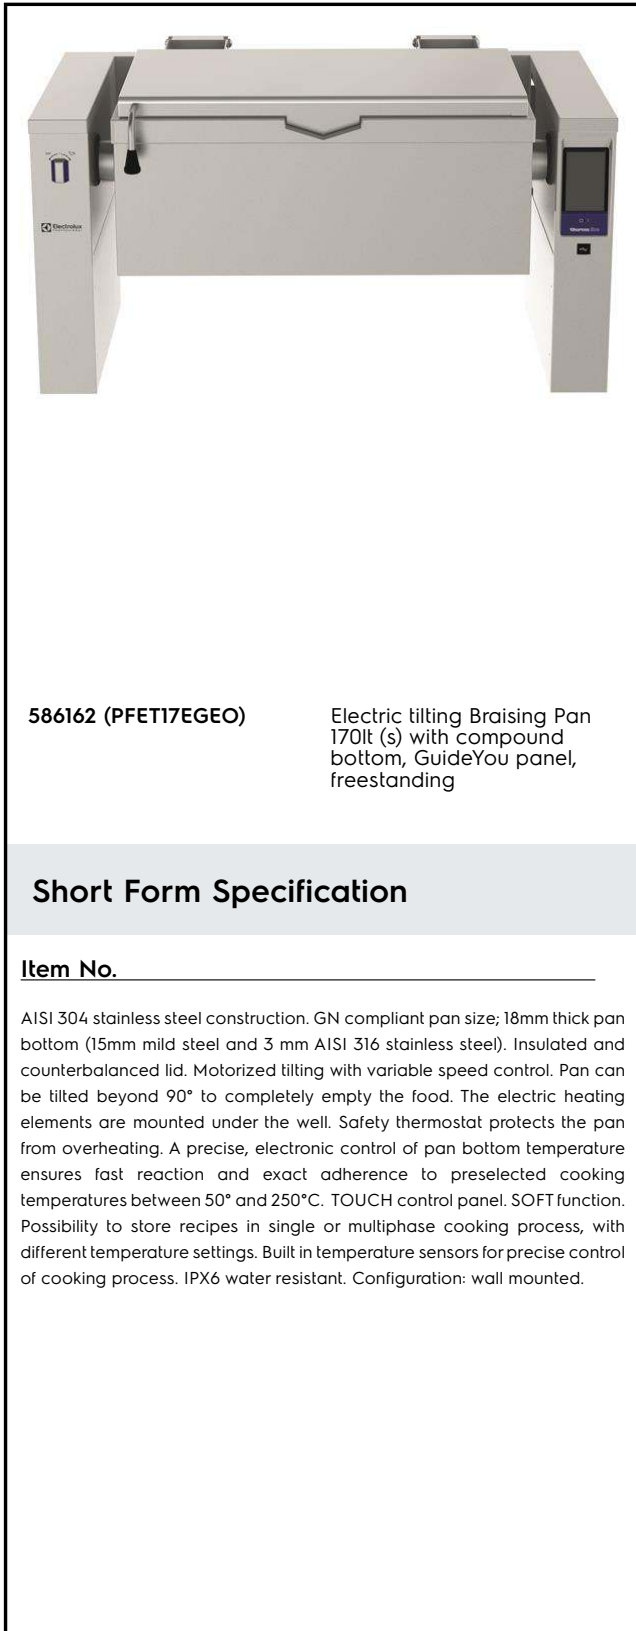 Electrolux
586162 (PFET17EGEO)
Electric tilting Braising Pan
170lt (s) with compound
bottom, GuideYou panel,
freestanding
Short Form Specification
Item No.
AISI 304 stainless steel construction. GN compliant pan size; 18mm thick pan
bottom (15mm mild steel and 3 mm AISI 316 stainless steel). Insulated and
counterbalanced lid. Motorized tilting with variable speed control. Pan can
be tilted beyond 90° to completely empty the food. The electric heating
elements are mounted under the well. Safety thermostat protects the pan
from overheating. A precise, electronic control of pan bottom temperature
ensures fast reaction and exact adherence to preselected cooking
temperatures between 50° and 250°C. TOUCH control panel. SOFT function.
Possibility to store recipes in single or multiphase cooking process, with
different temperature settings. Built in temperature sensors for precise control
of cooking process. IPX6 water resistant. Configuration: wall mounted.